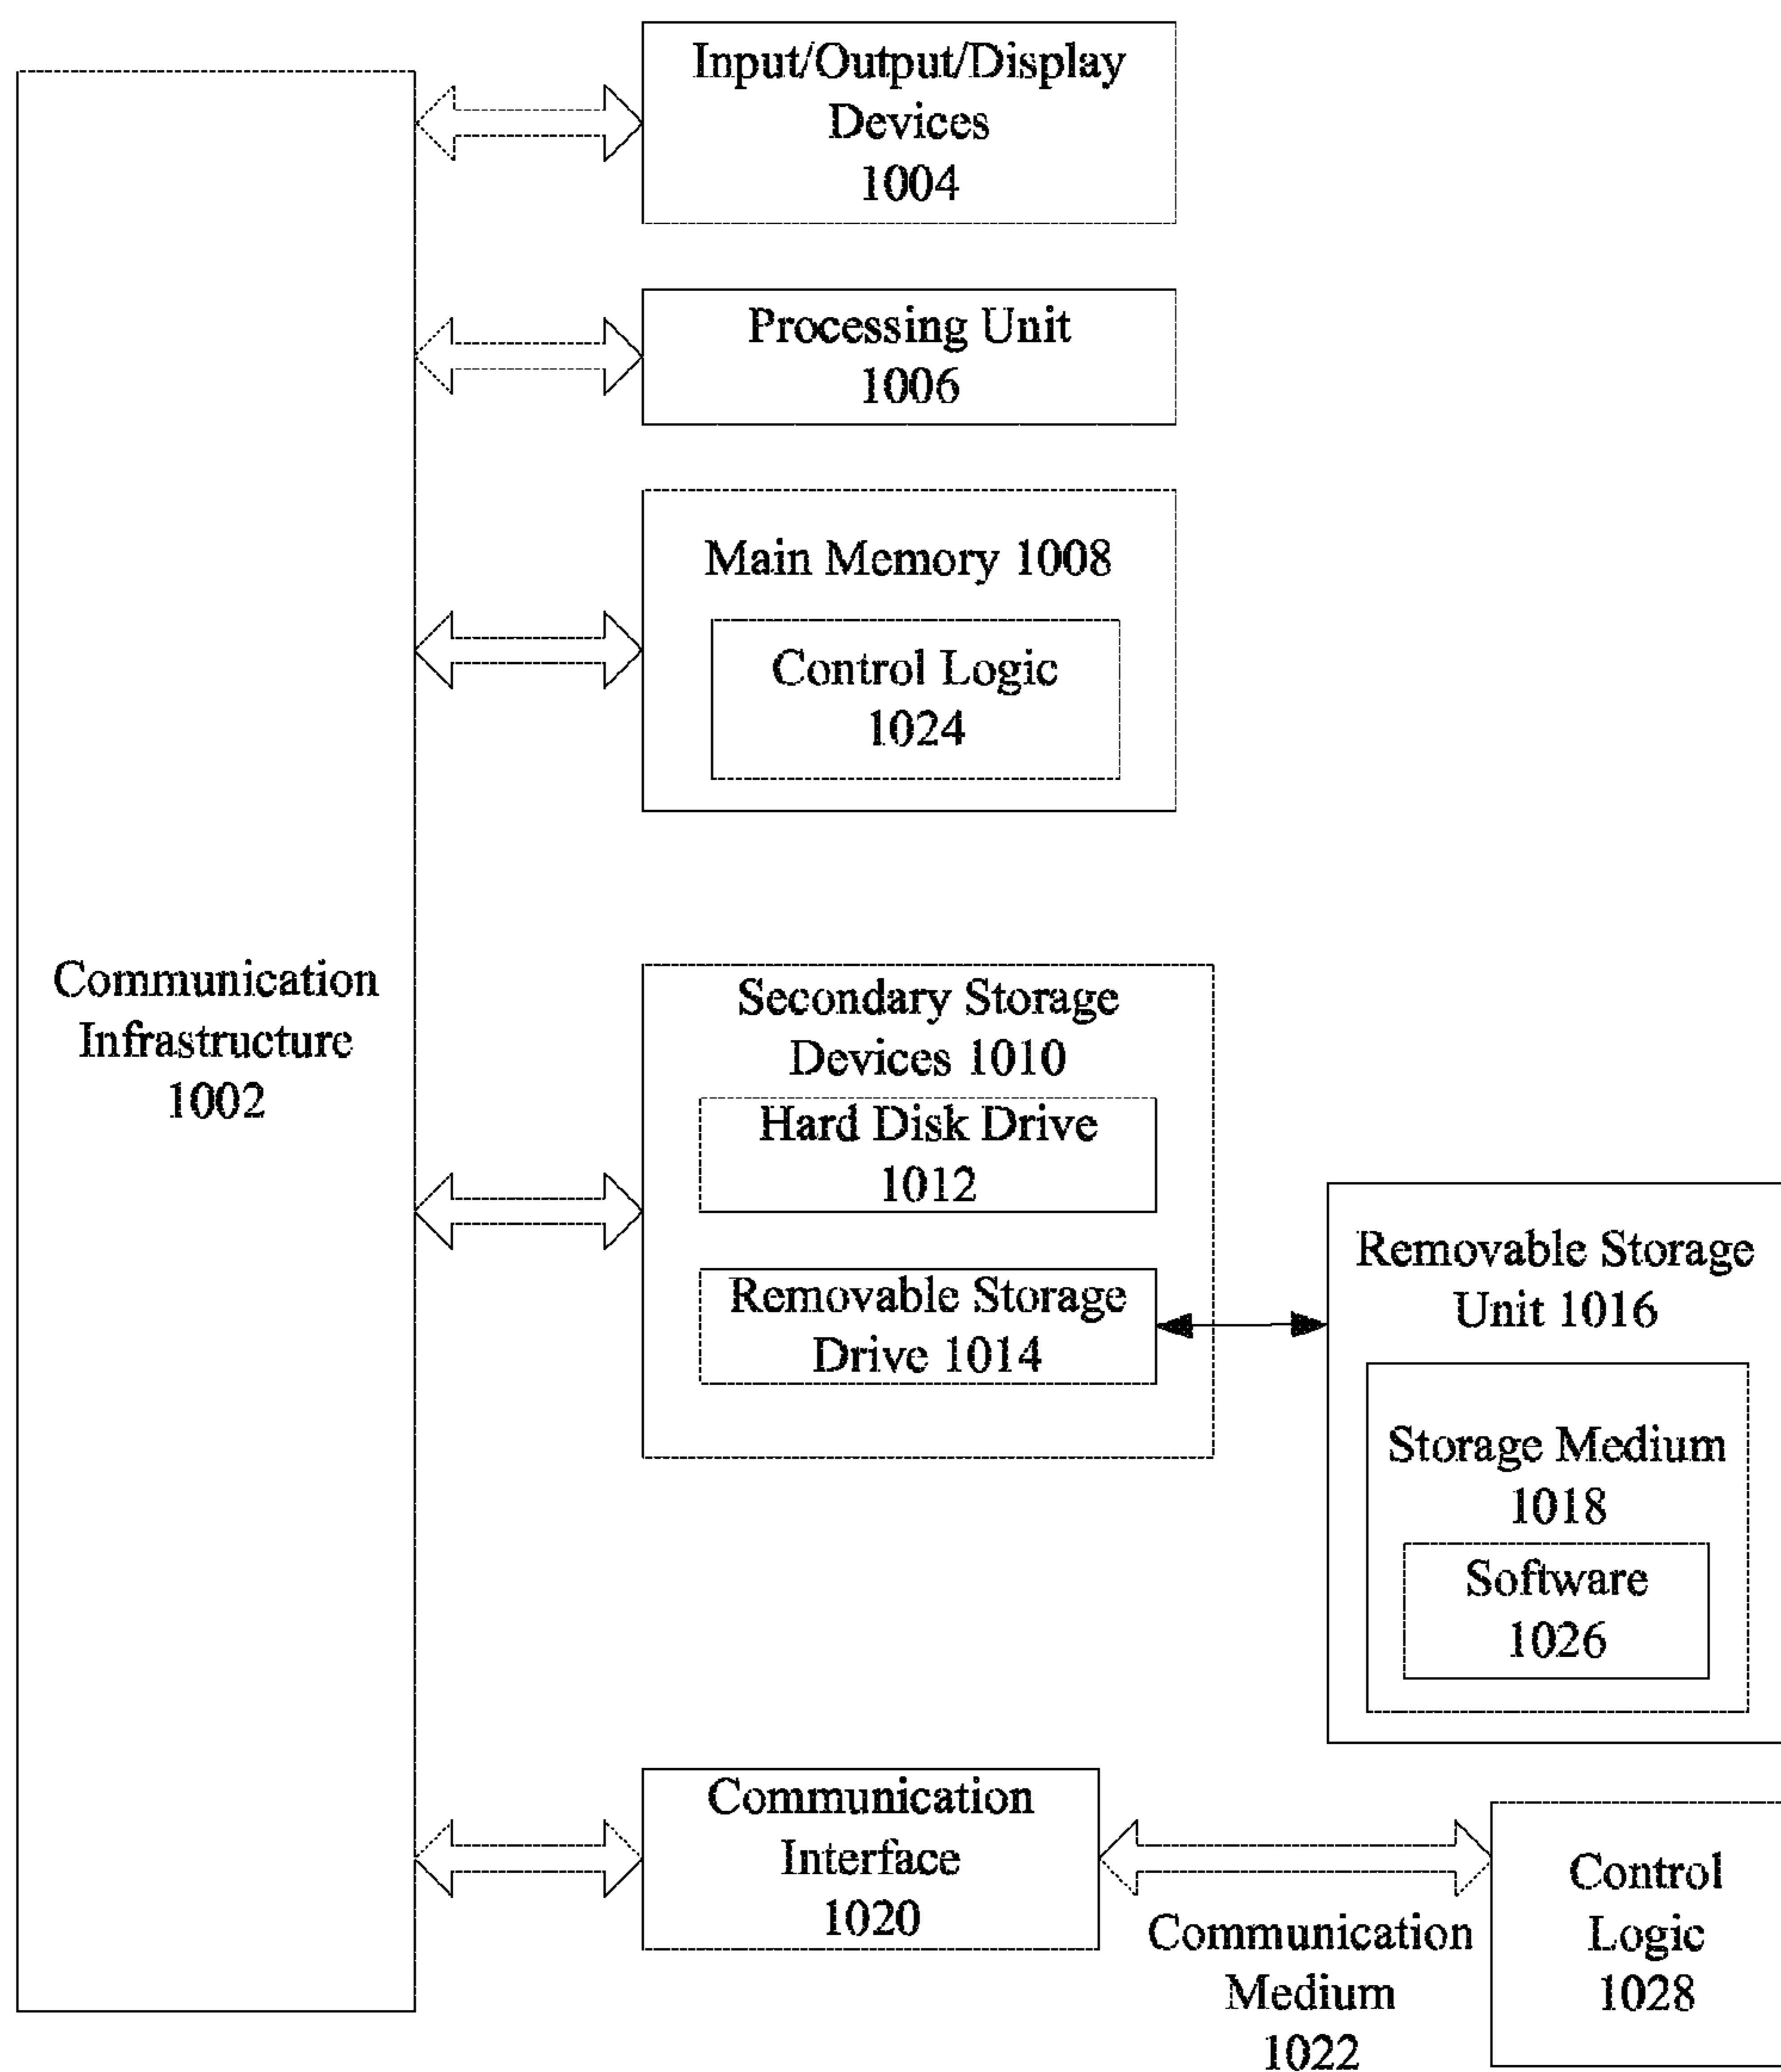 Input/Output/Display
Devices
1004
Processing Unit
1006
Main Memory 1008
Control Logic
1024
Communication
Infrastructure
1002
Secondary Storage
Devices 1010
Hard Disk Drive
1012
Removable Storage
Drive 1014
Removable Storage
Unit 1016
Storage Medium
1018
Software
1026
Communication
Interface
1020
Communication
Medium
1022
Control
Logic
1028